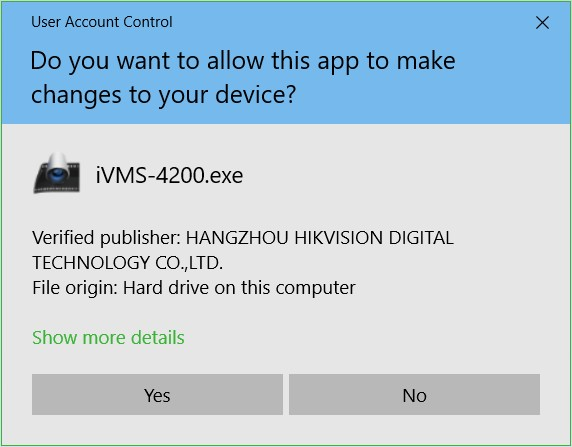 User Account Control
Do you want to allow this app to make
changes to your device?
iVMS-4200.exe
Verified publisher: HANGZHOU HIKVISION DIGITAL
TECHNOLOGY CO.,LTD.
File origin: Hard drive on this computer
Show more details
Yes
No